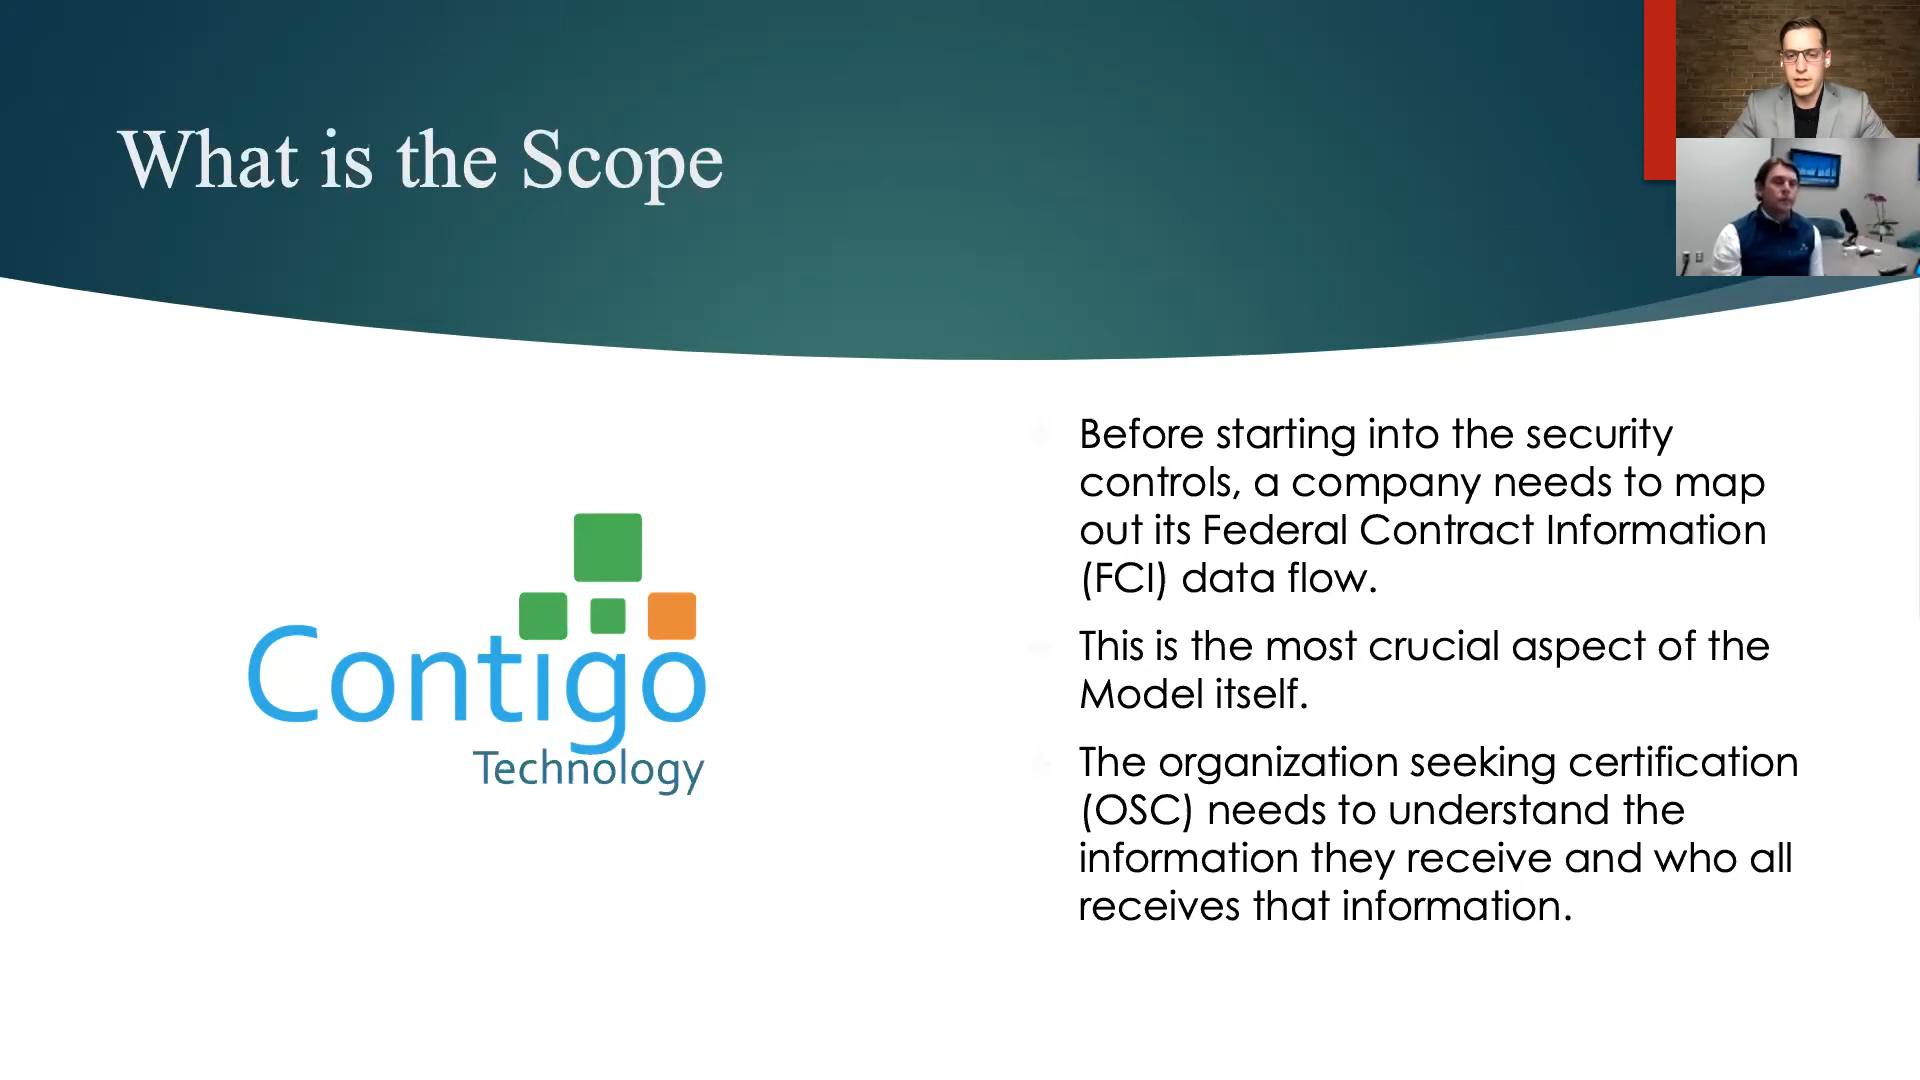 What is the Scope
Contigo
Technology
Before starting into the security
controls, a company needs to map
out its Federal Contract Information
(FCI) data flow.
This is the most crucial aspect of the
Model itself.
The organization seeking certification
(OSC) needs to understand the
information they receive and who all
receives that information.